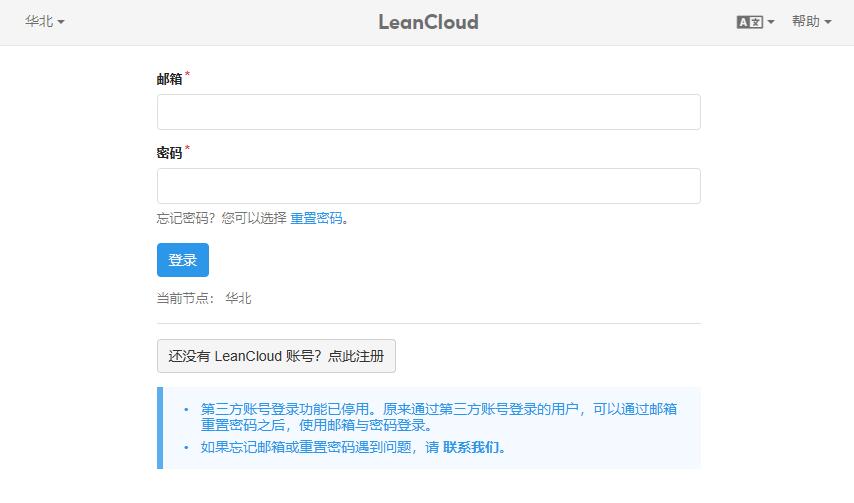 华北
LeanCloud
A文
帮助
邮箱*
密码*
忘记密码？您可以选择 重置密码。
登录
当前节点： 华北
还没有 LeanCloud 账号？点此注册
• 第三方账号登录功能已停用。原来通过第三方账号登录的用户，可以通过邮箱
重置密码之后，使用邮箱与密码登录。
• 如果忘记邮箱或重置密码遇到问题，请 联系我们。